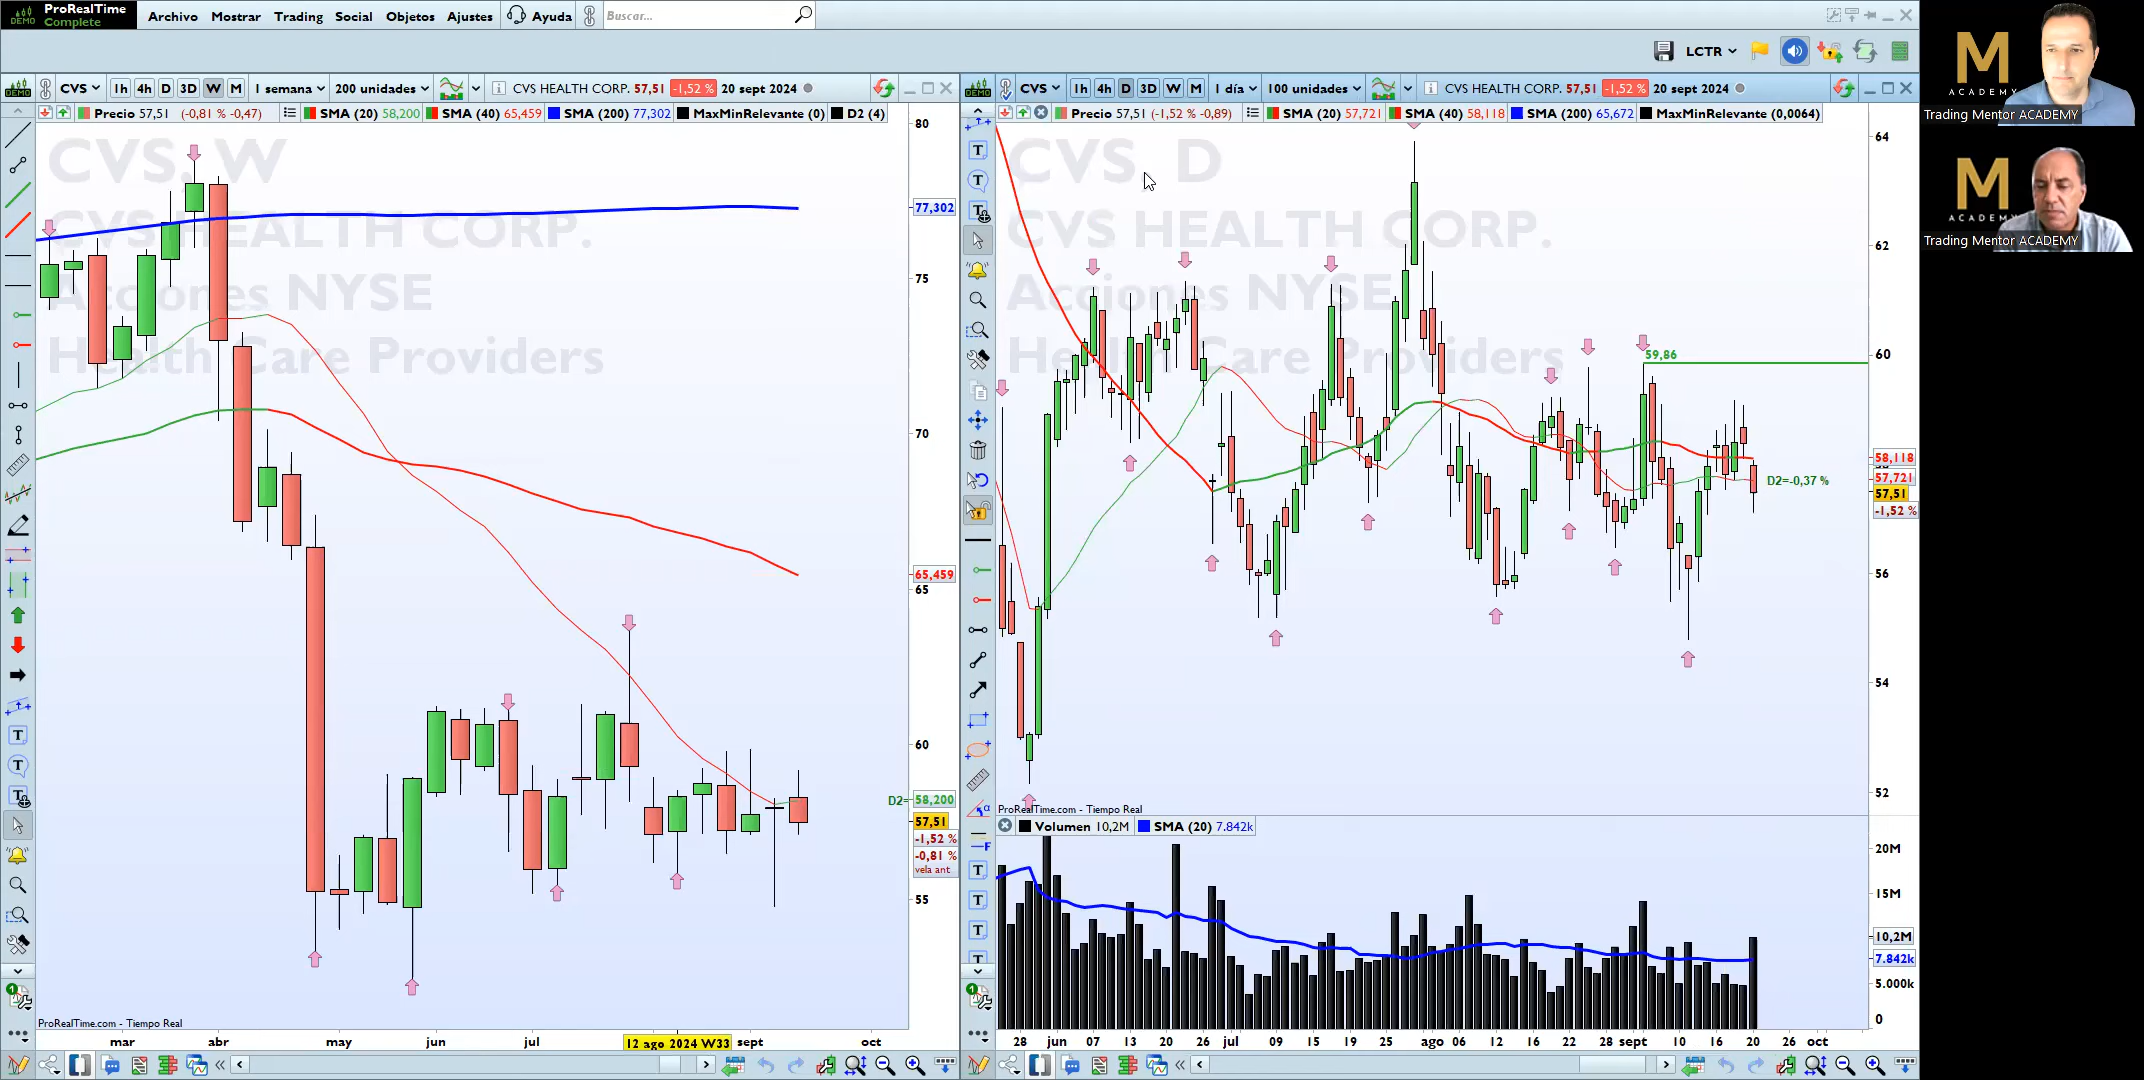 ProRealTime
DEMO Complete
Archivo Mostrar Trading Social Objetos Ajustes Ayuda Buscar...
LCTR
DEMO CVS 1h 4h D 3D W M 1 semana 200 unidades CVS HEALTH CORP. 57,51 -1,52 % 20 sept 2024
Precio 57,51 (-0,81 % -0,47) SMA (20) 58,200 SMA (40) 65,459 SMA (200) 77,302 MaxMinRelevante (0) D2 (4)
CVS, W
CVS HEALTH CORP.
Acciones NYSE
Health Care Providers
80
77,302
75
70
65,459
65
60
D2= 58,200
57,51
-1,52 %
-0,81 %
vela ant
55
ProRealTime.com - Tiempo Real
mar abr may jun jul 12 ago 2024 W33 sept oct
DEMO CVS 1h 4h D 3D W M 1 día 100 unidades CVS HEALTH CORP. 57,51 -1,52 % 20 sept 2024
Precio 57,51 (-1,52 % -0,89) SMA (20) 57,721 SMA (40) 58,118 SMA (200) 65,672 MaxMinRelevante (0,0064)
CVS, D
CVS HEALTH CORP.
Acciones NYSE
Health Care Providers
64
62
59,86
60
58,118
57,721
D2=-0,37 %
57,51
-1,52 %
56
54
52
ProRealTime.com - Tiempo Real
Volumen 10,2M SMA (20) 7.842k
20M
15M
10,2M
7.842k
5.000k
0
28 jun 07 13 20 26 jul 09 15 19 25 ago 06 12 16 22 28 sept 10 16 20 26 oct
M
ACADEMY
Trading Mentor ACADEMY
M
ACADEMY
Trading Mentor ACADEMY